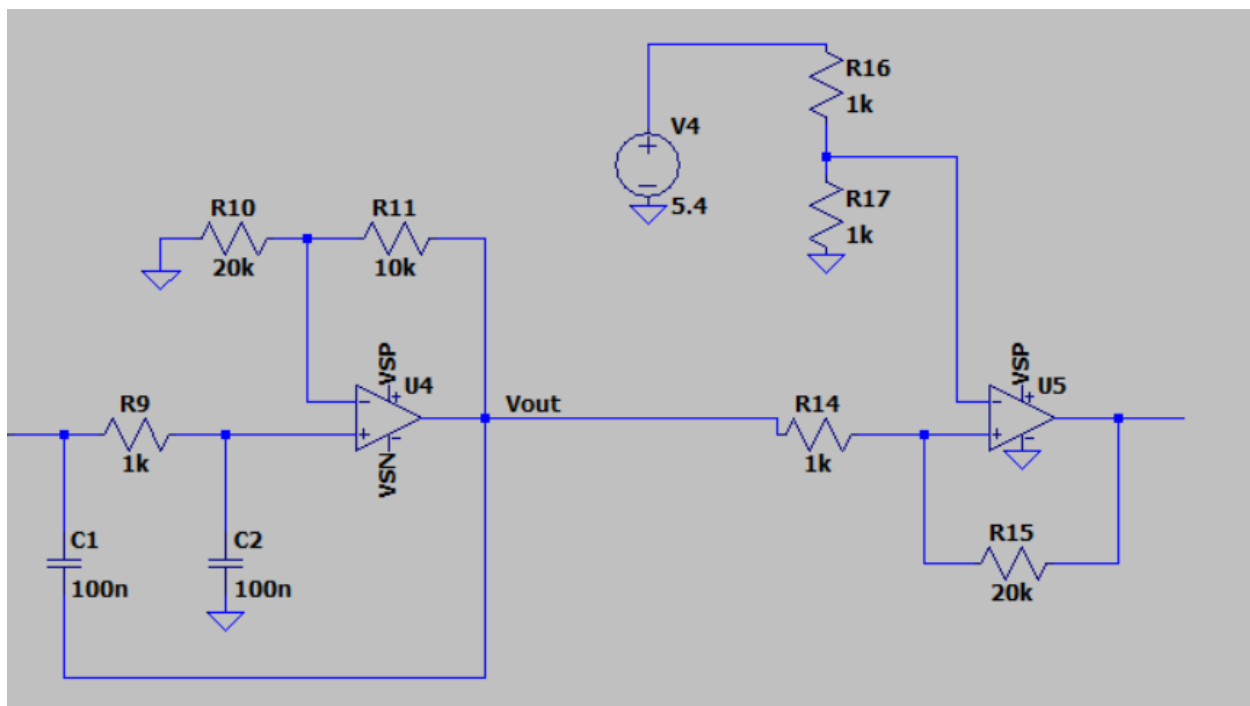 R16
1k
V4
5.4
R17
1k
R10
20k
R11
10k
VSP
U4
R9
1k
VSN
Vout
R14
1k
VSP
U5
C1
100n
C2
100n
R15
20k